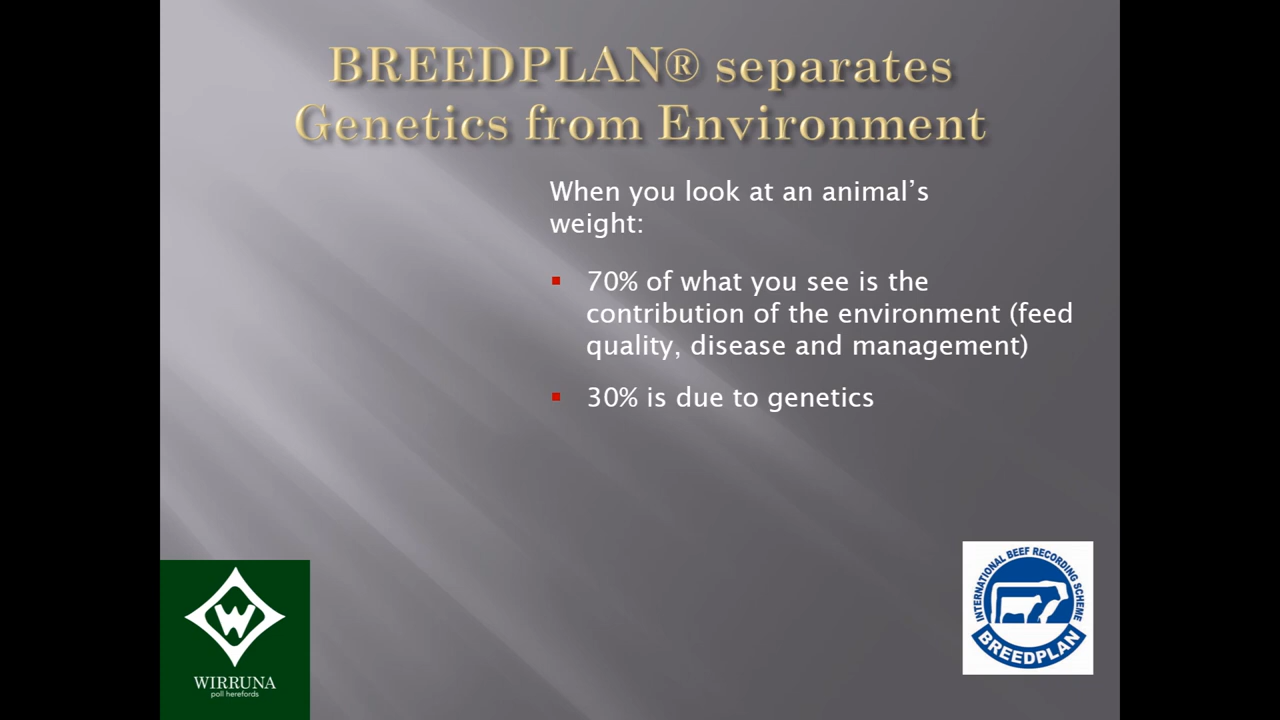 BREEDPLAN® separates
Genetics from Environment
When you look at an animal’s
weight:
▪ 70% of what you see is the
contribution of the environment (feed
quality, disease and management)
▪ 30% is due to genetics
W
WIRRUNA
poll herefords
INTERNATIONAL BEEF RECORDING SCHEME
BREEDPLAN